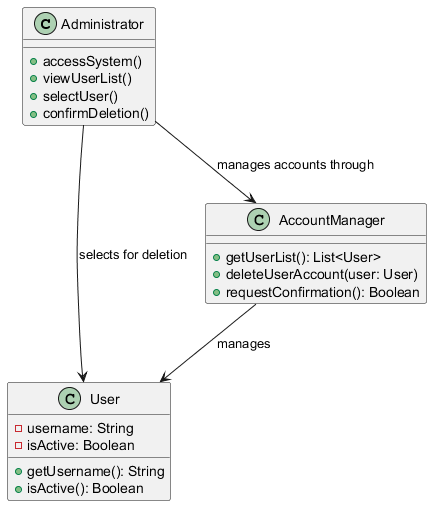 C Administrator
accessSystem()
viewUserList()
selectUser()
confirmDeletion()
manages accounts through
C AccountManager
getUserList(): List<User>
deleteUserAccount(user: User)
requestConfirmation(): Boolean
selects for deletion
manages
C User
username: String
isActive: Boolean
getUsername(): String
isActive(): Boolean